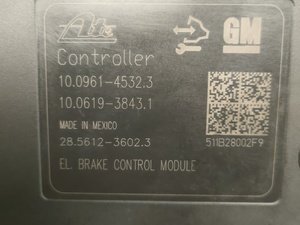 Ate
GM
Controller
10.0961-4532.3
10.0619-3843.1
MADE IN MEXICO
28.5612-3602.3
511B28002F9
EL. BRAKE CONTROL MODULE